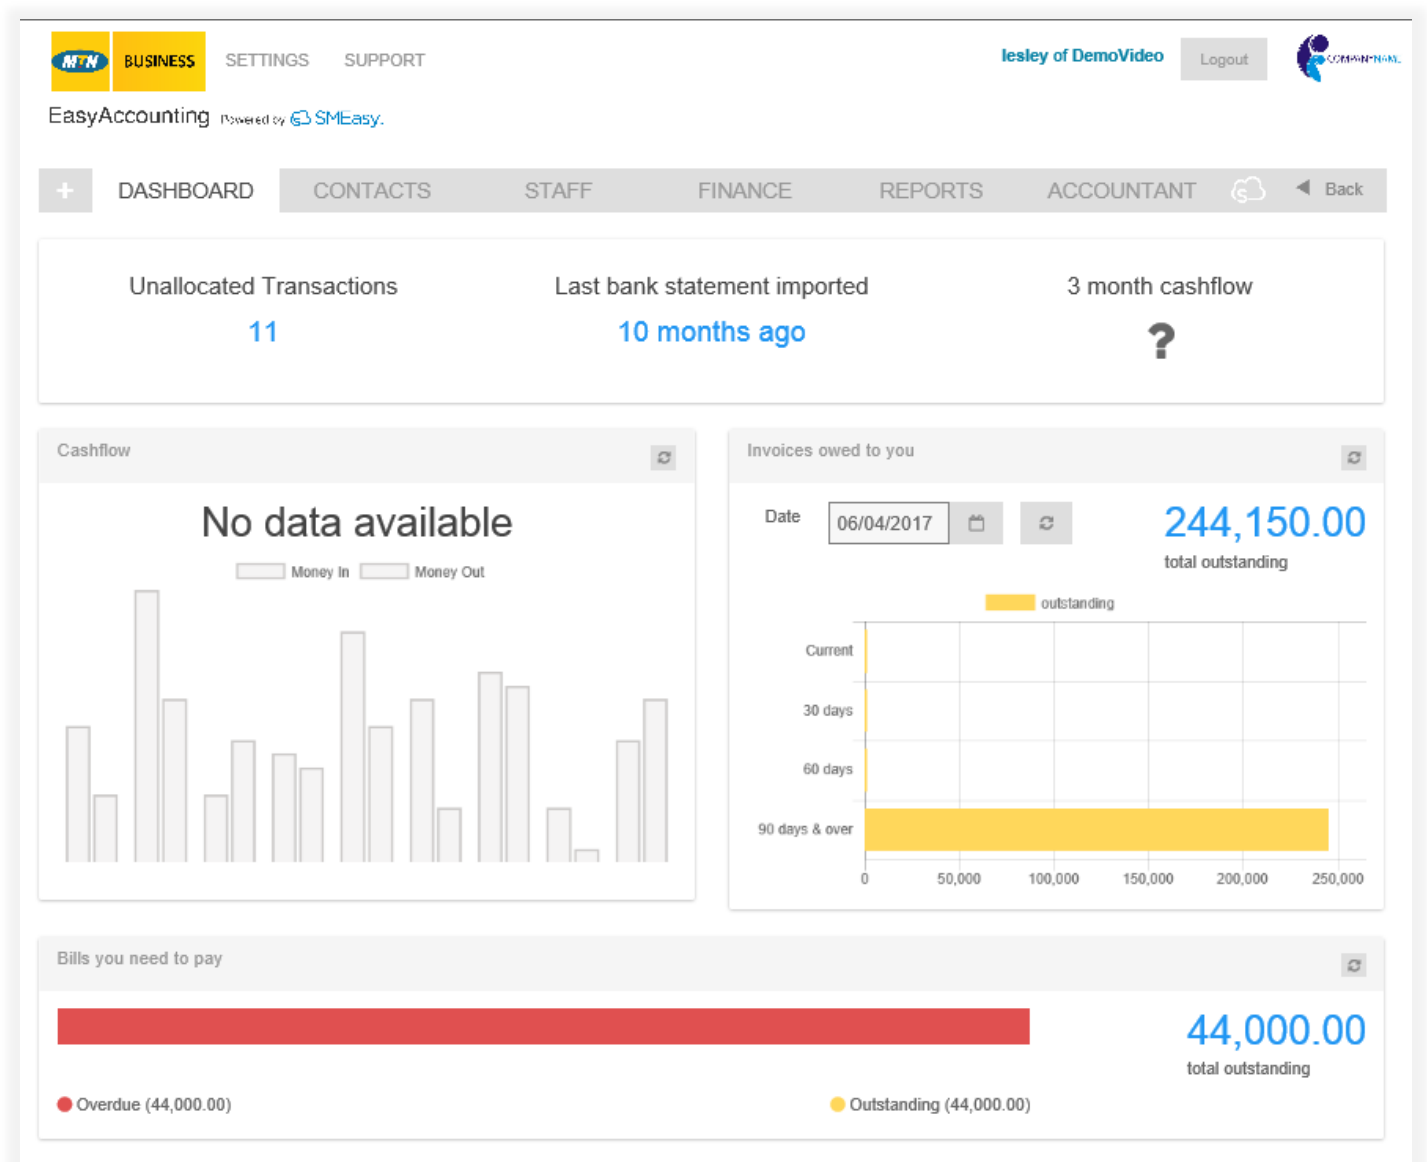 MTN BUSINESS SETTINGS SUPPORT
lesley of DemoVideo Logout COMPANYNAME
EasyAccounting Powered by SMEasy.
+ DASHBOARD CONTACTS STAFF FINANCE REPORTS ACCOUNTANT S Back
Unallocated Transactions
11
Last bank statement imported
10 months ago
3 month cashflow
?
Cashflow
No data available
Money In Money Out
Invoices owed to you
Date 06/04/2017
244,150.00
total outstanding
outstanding
Current
30 days
60 days
90 days & over
0 50,000 100,000 150,000 200,000 250,000
Bills you need to pay
44,000.00
total outstanding
Overdue (44,000.00) Outstanding (44,000.00)